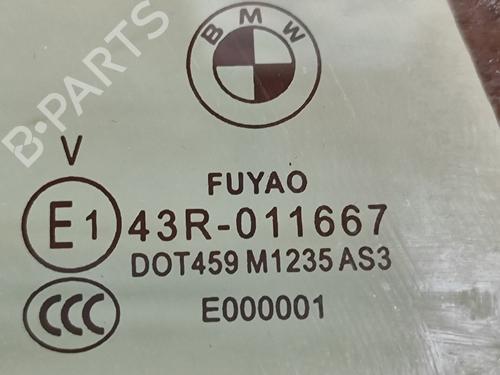 BMW
B-PARTS
V
FUYAO
E1 43R-011667
DOT459 M1235 AS3
CCC E000001